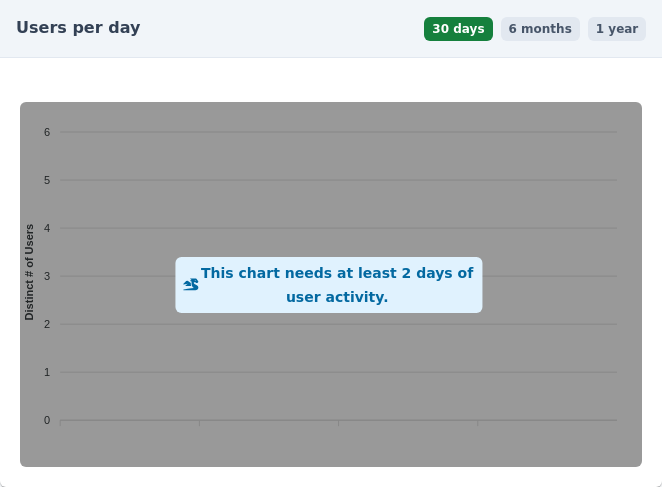 Users per day
30 days
6 months
1 year
6
5
4
3
2
1
0
Distinct # of Users
This chart needs at least 2 days of
user activity.